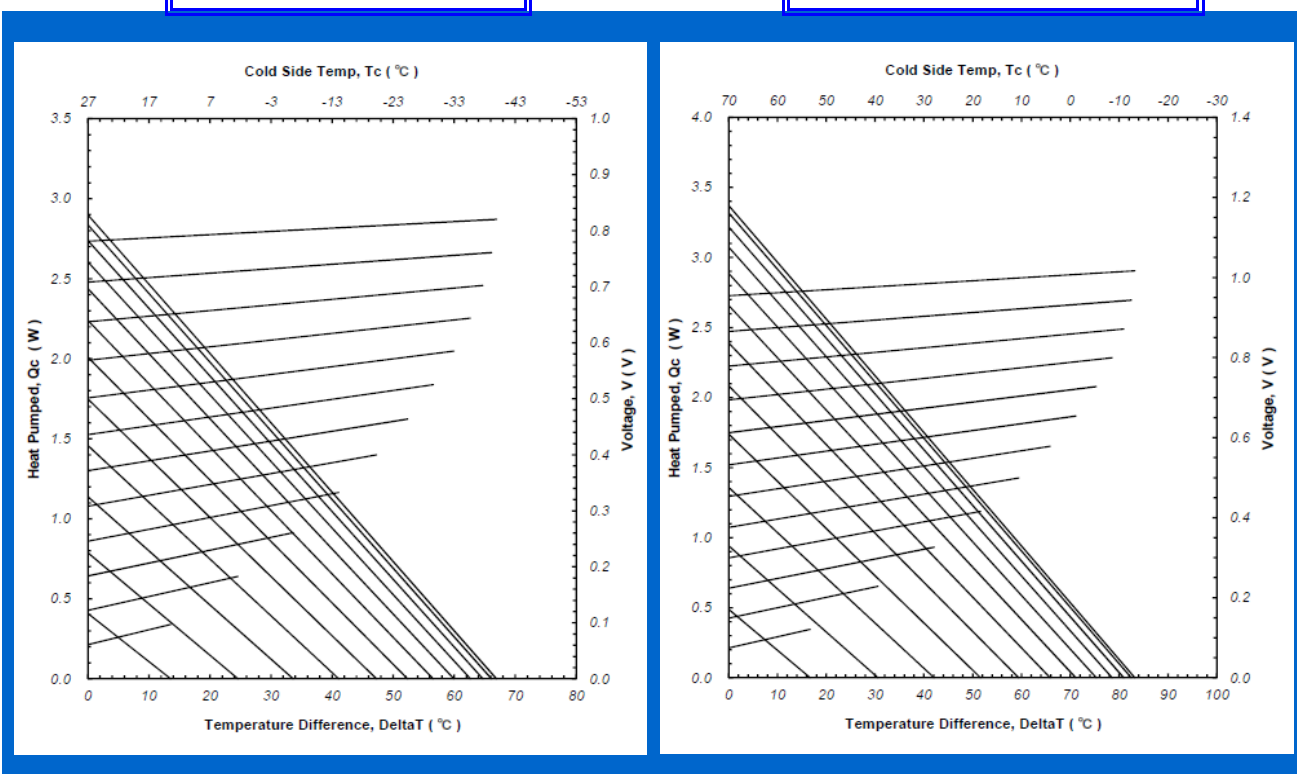 Cold Side Temp, Tc ( ℃ )
27 17 7 -3 -13 -23 -33 -43 -53
3.5 3.0 2.5 2.0 1.5 1.0 0.5 0.0
Heat Pumped, Qc ( W )
1.0 0.9 0.8 0.7 0.6 0.5 0.4 0.3 0.2 0.1 0.0
Voltage, V ( V )
0 10 20 30 40 50 60 70 80
Temperature Difference, DeltaT ( ℃ )
Cold Side Temp, Tc ( ℃ )
70 60 50 40 30 20 10 0 -10 -20 -30
4.0 3.5 3.0 2.5 2.0 1.5 1.0 0.5 0.0
Heat Pumped, Qc ( W )
1.4 1.2 1.0 0.8 0.6 0.4 0.2 0.0
Voltage, V ( V )
0 10 20 30 40 50 60 70 80 90 100
Temperature Difference, DeltaT ( ℃ )